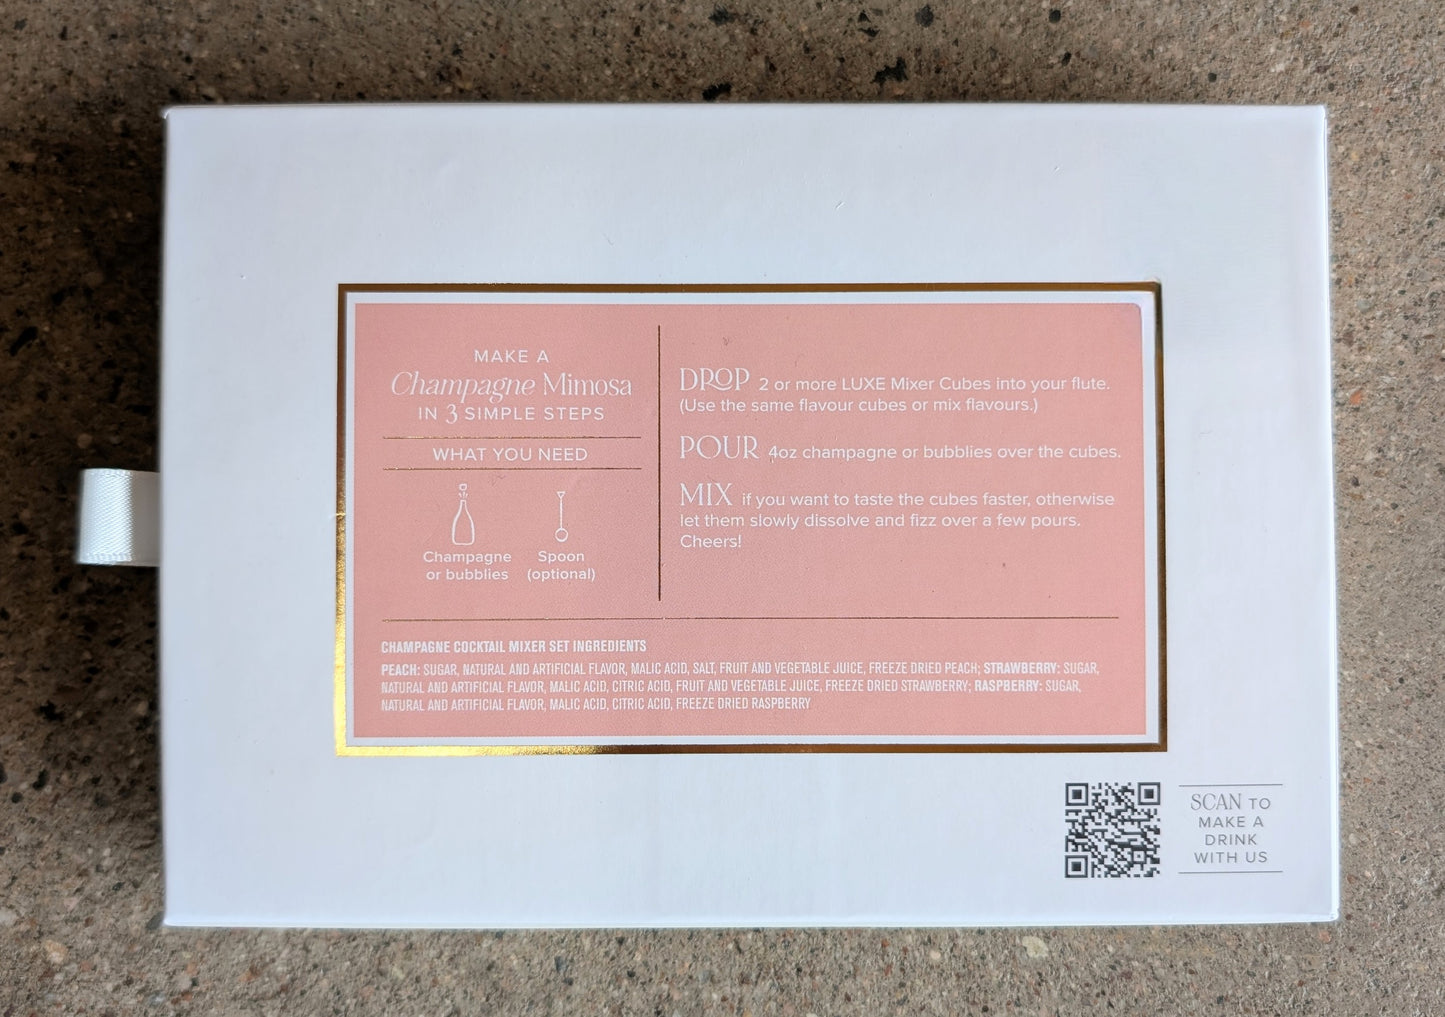 MAKE A
Champagne Mimosa
IN 3 SIMPLE STEPS
WHAT YOU NEED
Champagne
or bubblies
Spoon
(optional)
DROP 2 or more LUXE Mixer Cubes into your flute.
(Use the same flavour cubes or mix flavours.)
POUR 4oz champagne or bubblies over the cubes.
MIX if you want to taste the cubes faster, otherwise
let them slowly dissolve and fizz over a few pours.
Cheers!
CHAMPAGNE COCKTAIL MIXER SET INGREDIENTS
PEACH: SUGAR, NATURAL AND ARTIFICIAL FLAVOR, MALIC ACID, SALT, FRUIT AND VEGETABLE JUICE, FREEZE DRIED PEACH; STRAWBERRY: SUGAR,
NATURAL AND ARTIFICIAL FLAVOR, MALIC ACID, CITRIC ACID, FRUIT AND VEGETABLE JUICE, FREEZE DRIED STRAWBERRY; RASPBERRY: SUGAR,
NATURAL AND ARTIFICIAL FLAVOR, MALIC ACID, CITRIC ACID, FREEZE DRIED RASPBERRY
SCAN TO
MAKE A
DRINK
WITH US